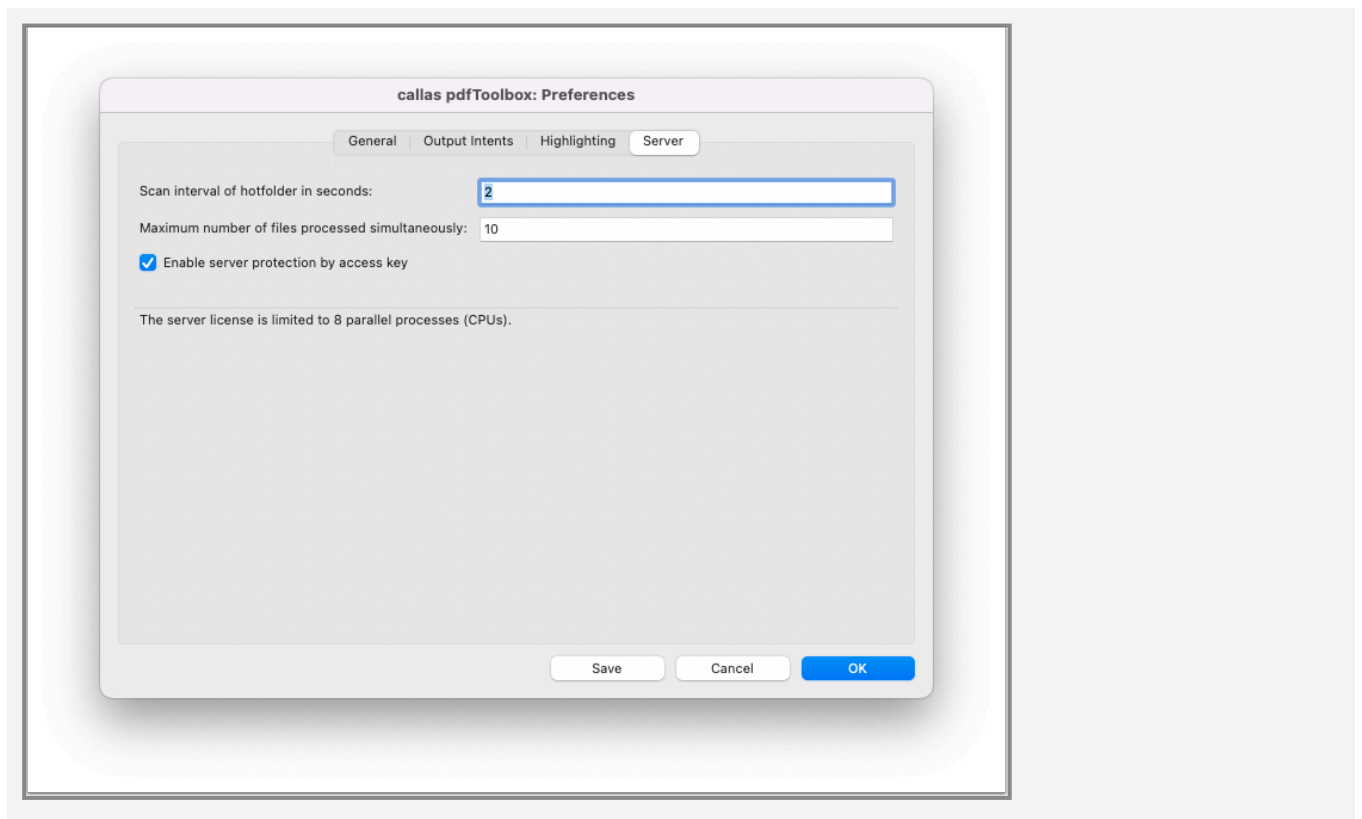 callas pdfToolbox: Preferences
General Output Intents Highlighting Server
Scan interval of hotfolder in seconds: 2
Maximum number of files processed simultaneously: 10
Enable server protection by access key
The server license is limited to 8 parallel processes (CPUs).
Save Cancel OK